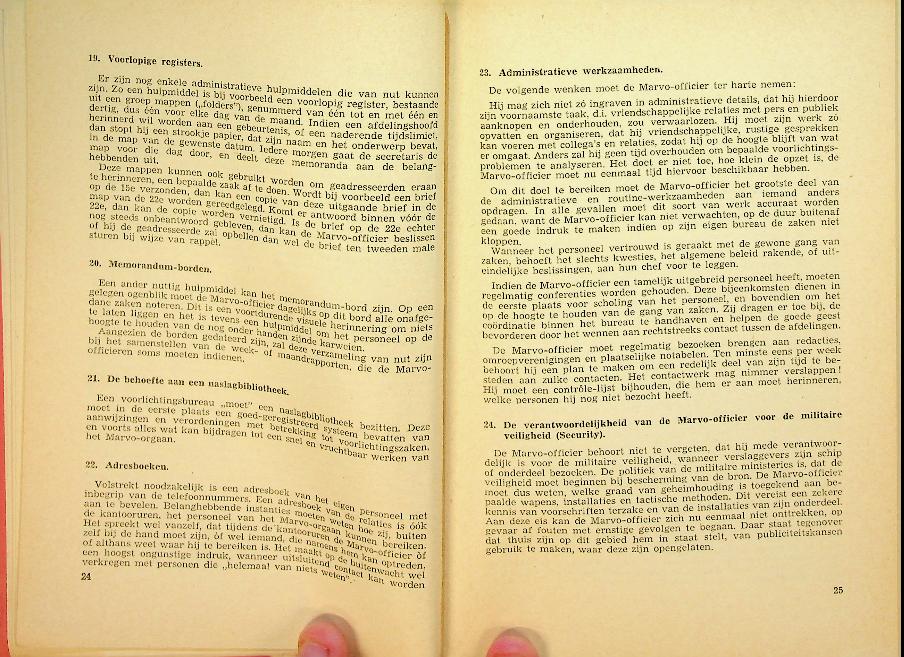 19. Voorlopige registers.
Er zijn nog enkele administratieve hulpmiddelen die van nut kunnen
zijn. Zo een hulpmiddel is bij voorbeeld een voorlopig register, bestaande
uit een groep mappen („folders”), genummerd van één tot en met één en
dertig, dus één voor elke dag van de maand. Indien een afdelingshoofd
herinnerd wil worden aan een gebeurtenis, of een naderende tijdslimiet,
dan stopt hij een strookje papier, dat zijn naam en het onderwerp bevat,
in de map van de gewenste datum. Iedere morgen gaat de secretaris de
map voor die dag door, en deelt deze memoranda aan de belang-
hebbenden uit.
Deze mappen kunnen ook gebruikt worden om geadresseerden eraan
te herinneren, een bepaalde zaak af te doen. Wordt bij voorbeeld een brief
op de 15e verzonden, dan kan een copie van deze uitgaande brief in de
map van de 22e worden gereedgelegd. Komt er antwoord binnen vóór de
22e, dan kan de copie worden vernietigd. Is de brief op de 22e echter
nog steeds onbeantwoord gebleven, dan kan de Marvo-officier beslissen
of hij de geadresseerde zal opbellen dan wel de brief ten tweeden male
sturen bij wijze van rappèl.
20. Memorandum-borden.
Een ander nuttig hulpmiddel kan het memorandum-bord zijn. Op een
gelegen ogenblik moet de Marvo-officier dagelijks op dit bord alle onafge-
dane zaken noteren. Dit is een voortdurende visuele herinnering om niets
te laten liggen en het is tevens een hulpmiddel om het personeel op de
hoogte te houden van de nog onder handen zijnde karweien.
Aangezien de borden gedateerd zijn, zal deze verzameling van nut zijn
bij het samenstellen van de week- of maandrapporten, die de Marvo-
officieren soms moeten indienen.
21. De behoefte aan een naslagbibliotheek.
Een voorlichtingsbureau „moet” een naslagbibliotheek bezitten. Deze
moet in de eerste plaats een goed-geregistreerd systeem bevatten van
aanwijzingen en verordeningen met betrekking tot voorlichtingszaken,
en voorts alles wat kan bijdragen tot een snel en vruchtbaar werken van
het Marvo-orgaan.
22. Adresboeken.
Volstrekt noodzakelijk is een adresboek van het eigen personeel met
inbegrip van de telefoonnummers. Een adresboek van de relaties is óók
aan te bevelen. Belanghebbende instanties moeten weten hoe zij, buiten
de kantooruren, het personeel van het Marvo-orgaan kunnen bereiken.
Het spreekt wel vanzelf, dat tijdens de kantooruren de Marvo-officier òf
zelf bij de hand moet zijn, òf wel iemand, die namens hem kan optreden,
of althans weet waar hij te bereiken is. Het maakt op de buitenwacht wel
een hoogst ongunstige indruk, wanneer uitsluitend contact kan worden
verkregen met personen die „helemaal van niets weten”.
24
23. Administratieve werkzaamheden.
De volgende wenken moet de Marvo-officier ter harte nemen:
Hij mag zich niet zó ingraven in administratieve details, dat hij hierdoor
zijn voornaamste taak, d.i. vriendschappelijke relaties met pers en publiek
aanknopen en onderhouden, zou verwaarlozen. Hij moet zijn werk zó
opvatten en organiseren, dat hij vriendschappelijke, rustige gesprekken
kan voeren met collega's en relaties, zodat hij op de hoogte blijft van wat
er omgaat. Anders zal hij geen tijd overhouden om bepaalde voorlichtings-
problemen te analyseren. Het doet er niet toe, hoe klein de opzet is, de
Marvo-officier moet nu eenmaal tijd hiervoor beschikbaar hebben.
Om dit doel te bereiken moet de Marvo-officier het grootste deel van
de administratieve en routine-werkzaamheden aan iemand anders
opdragen. In alle gevallen moet dit soort van werk accuraat worden
gedaan, want de Marvo-officier kan niet verwachten, op de duur buitenaf
een goede indruk te maken indien op zijn eigen bureau de zaken niet
kloppen.
Wanneer het personeel vertrouwd is geraakt met de gewone gang van
zaken, behoeft het slechts kwesties, het algemene beleid rakende, of uit-
eindelijke beslissingen, aan hun chef voor te leggen.
Indien de Marvo-officier een tamelijk uitgebreid personeel heeft, moeten
regelmatig conferenties worden gehouden. Deze bijeenkomsten dienen in
de eerste plaats voor scholing van het personeel, en bovendien om het
op de hoogte te houden van de gang van zaken. Zij dragen er toe bij, de
coördinatie binnen het bureau te handhaven en helpen de goede geest
bevorderen door het wennen aan rechtstreeks contact tussen de afdelingen.
De Marvo-officier moet regelmatig bezoeken brengen aan redacties,
omroepverenigingen en plaatselijke notabelen. Ten minste eens per week
behoort hij een plan te maken om een redelijk deel van zijn tijd te be-
steden aan zulke contacten. Het contactwerk mag nimmer verslappen!
Hij moet een contrôle-lijst bijhouden, die hem er aan moet herinneren,
welke personen hij nog niet bezocht heeft.
24. De verantwoordelijkheid van de Marvo-officier voor de militaire
veiligheid (Security).
De Marvo-officier behoort niet te vergeten, dat hij mede verantwoor-
delijk is voor de militaire veiligheid, wanneer verslaggevers zijn schip
of onderdeel bezoeken. De politiek van de militaire ministeries is, dat de
veiligheid moet beginnen bij bescherming van de bron. De Marvo-officier
moet dus weten, welke graad van geheimhouding is toegekend aan be-
paalde wapens, installaties en tactische methoden. Dit vereist een zekere
kennis van voorschriften terzake en van de installaties van zijn onderdeel.
Aan deze eis kan de Marvo-officier zich nu eenmaal niet onttrekken, op
gevaar af fouten met ernstige gevolgen te begaan. Daar staat tegenover
dat thuis zijn op dit gebied hem in staat stelt, van publiciteitskansen
gebruik te maken, waar deze zijn opengelaten.
25